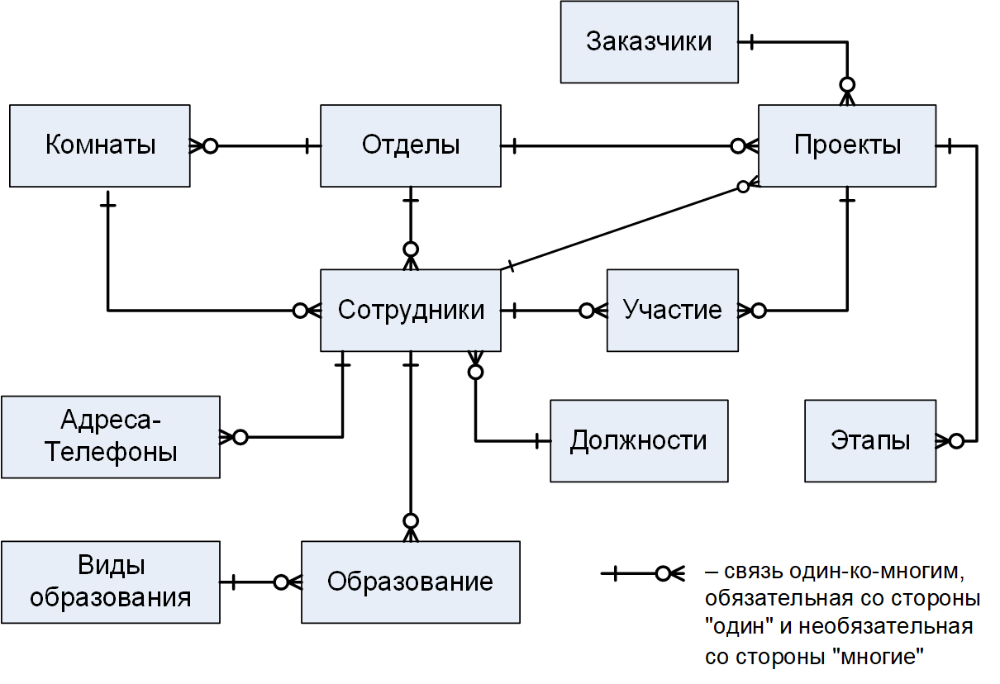 Заказчики
Комнаты
Отделы
Проекты
Сотрудники
Участие
Адреса-
Телефоны
Должности
Этапы
Виды
образования
Образование
– связь один-ко-многим,
обязательная со стороны
"один" и необязательная
со стороны "многие"